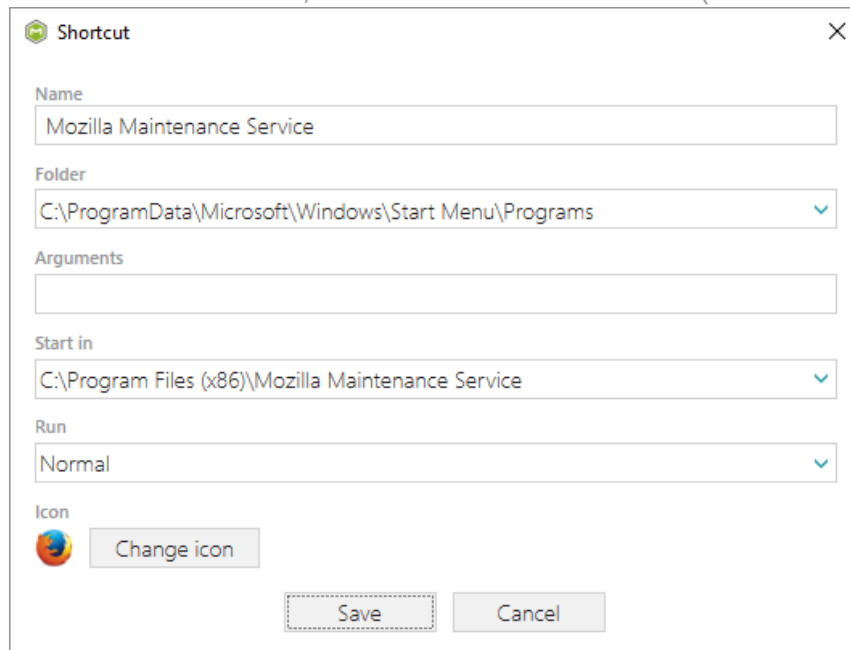 Shortcut
Name
Mozilla Maintenance Service
Folder
C:\ProgramData\Microsoft\Windows\Start Menu\Programs
Arguments
Start in
C:\Program Files (x86)\Mozilla Maintenance Service
Run
Normal
Icon
Change icon
Save Cancel